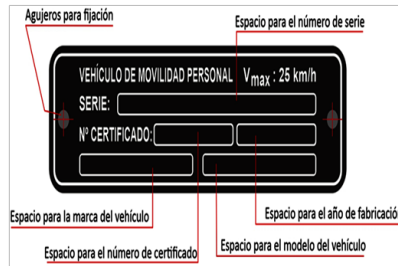 Agujeros para fijación
Espacio para el número de serie
VEHÍCULO DE MOVILIDAD PERSONAL Vmax : 25 km/h
SERIE:
Nº CERTIFICADO:
Espacio para la marca del vehículo
Espacio para el año de fabricación
Espacio para el número de certificado
Espacio para el modelo del vehículo